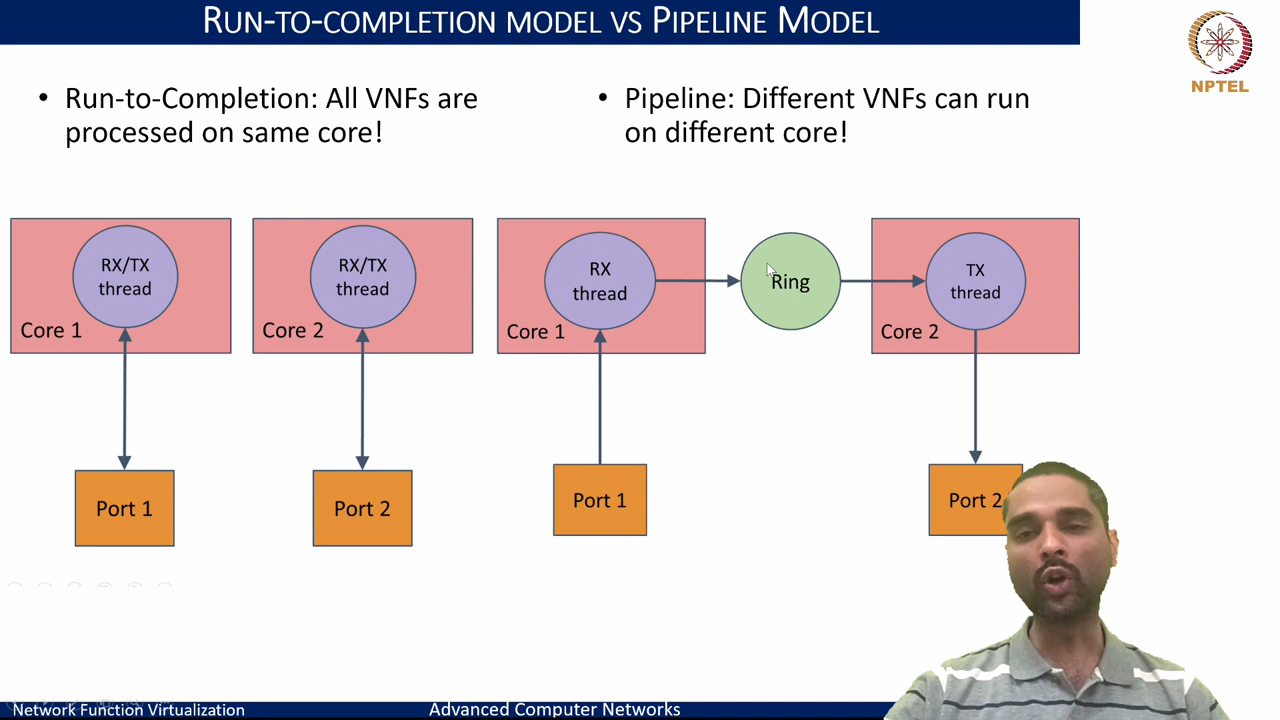 RUN-TO-COMPLETION MODEL VS PIPELINE MODEL
NPTEL
• Run-to-Completion: All VNFs are
processed on same core!
• Pipeline: Different VNFs can run
on different core!
RX/TX
thread
Core 1
Port 1
RX/TX
thread
Core 2
Port 2
RX
thread
Core 1
Port 1
Ring
TX
thread
Core 2
Port 2
Network Function Virtualization
Advanced Computer Networks